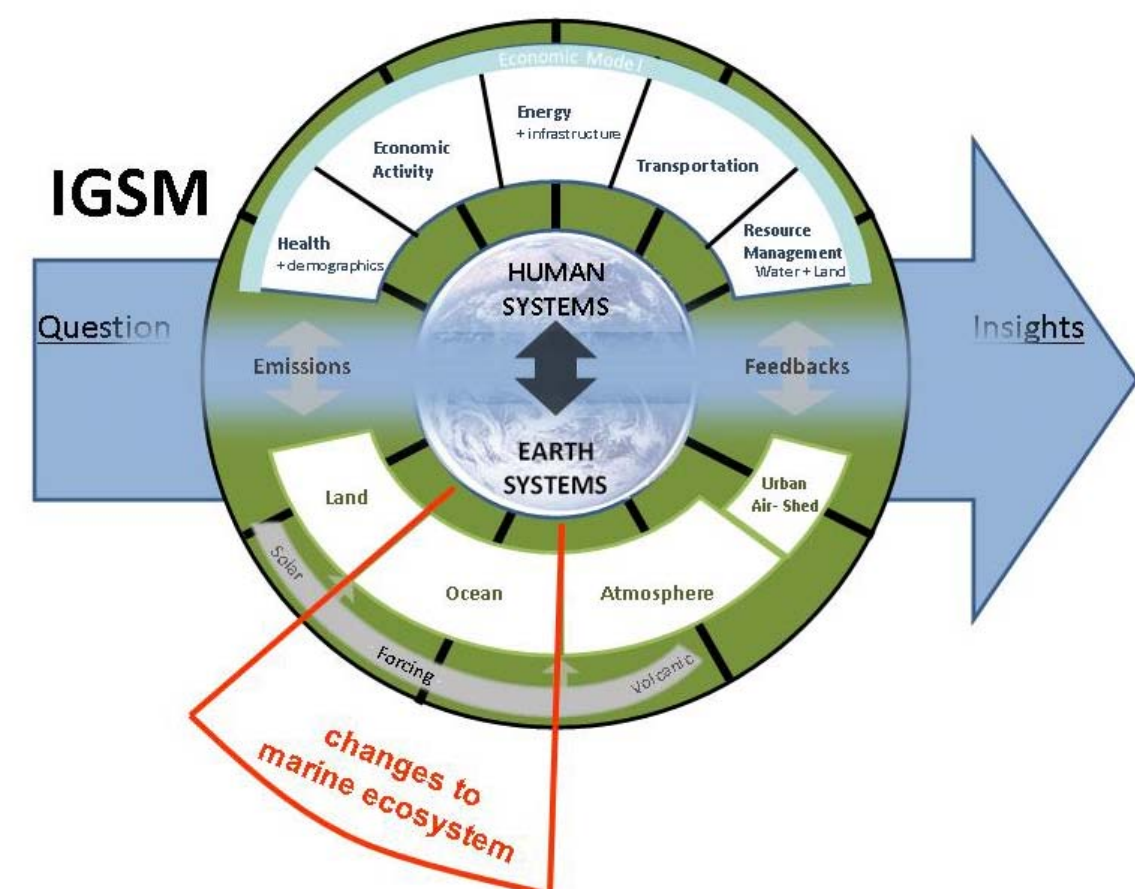 Economic Model
Energy
+ infrastructure
Economic
Activity
Transportation
IGSM
Health
+ demographics
Resource
Management
Water + Land
HUMAN
SYSTEMS
Question
Insights
Emissions
Feedbacks
EARTH
SYSTEMS
Land
Urban
Air- Shed
Solar
Ocean
Atmosphere
Forcing
Volcanic
changes to
marine ecosystem